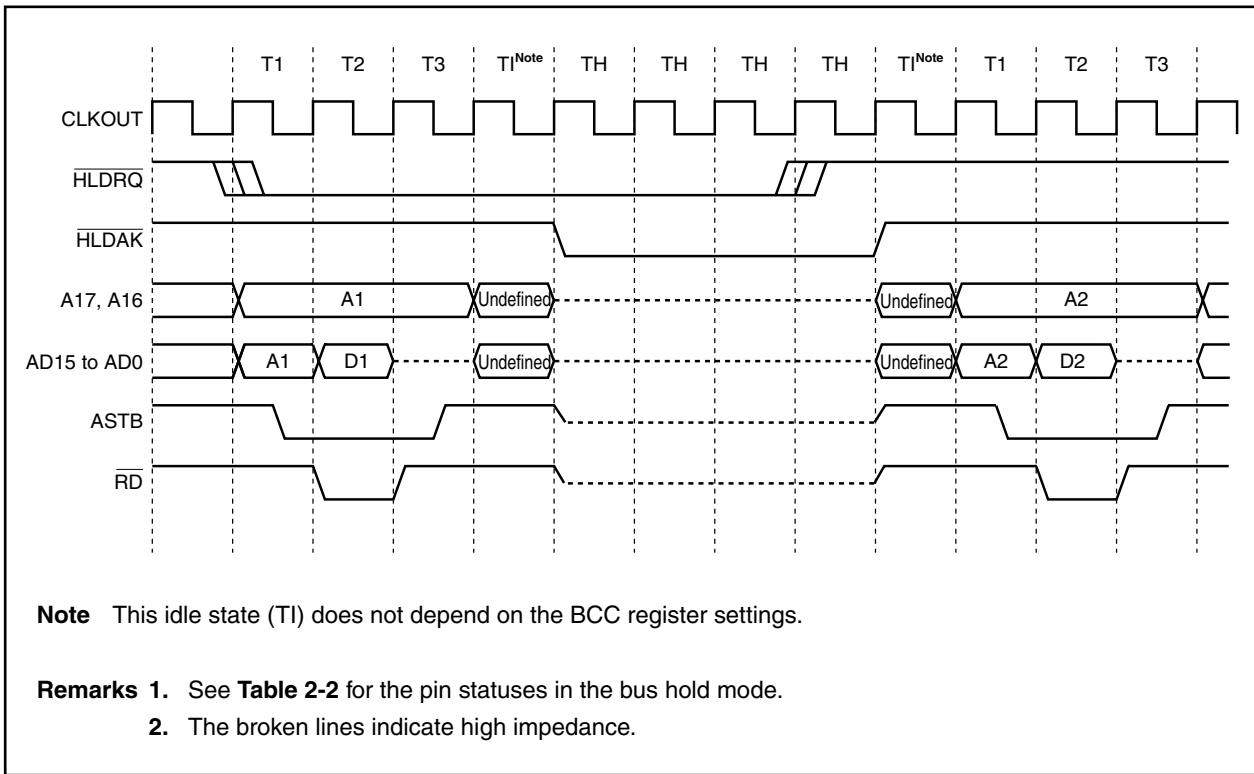 T1 T2 T3 TI^Note TH TH TH TH TI^Note T1 T2 T3
CLKOUT
HLDRQ
HLDAK
A17, A16 A1 Undefined Undefined A2
AD15 to AD0 A1 D1 Undefined Undefined A2 D2
ASTB
RD
Note This idle state (TI) does not depend on the BCC register settings.
Remarks 1. See Table 2-2 for the pin statuses in the bus hold mode.
2. The broken lines indicate high impedance.